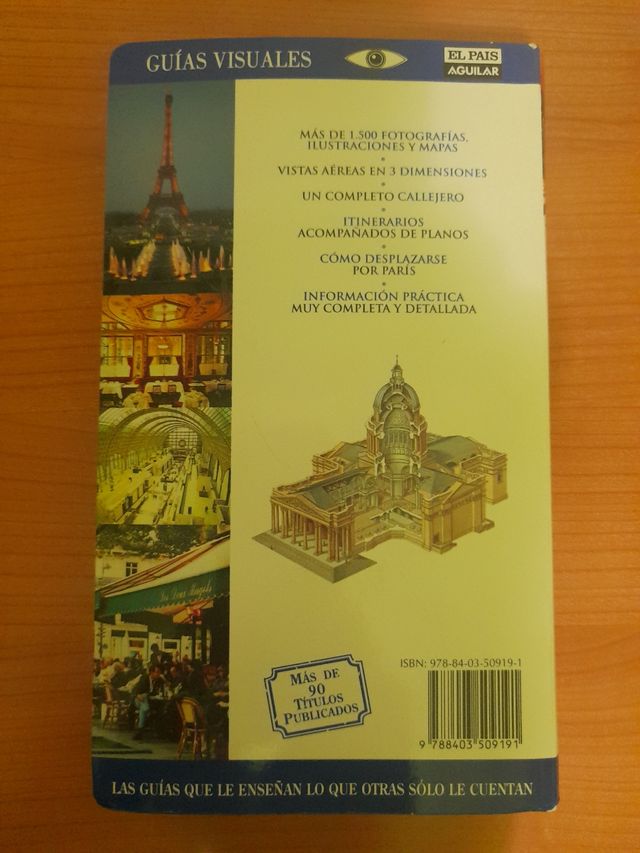 GUÍAS VISUALES
EL PAIS
AGUILAR
MÁS DE 1.500 FOTOGRAFÍAS,
ILUSTRACIONES Y MAPAS
•
VISTAS AÉREAS EN 3 DIMENSIONES
•
UN COMPLETO CALLEJERO
•
ITINERARIOS
ACOMPAÑADOS DE PLANOS
•
CÓMO DESPLAZARSE
POR PARÍS
•
INFORMACIÓN PRÁCTICA
MUY COMPLETA Y DETALLADA
Les Deux Magots
MÁS DE
90
TÍTULOS
PUBLICADOS
ISBN: 978-84-03-50919-1
9 788403 509191
LAS GUÍAS QUE LE ENSEÑAN LO QUE OTRAS SÓLO LE CUENTAN